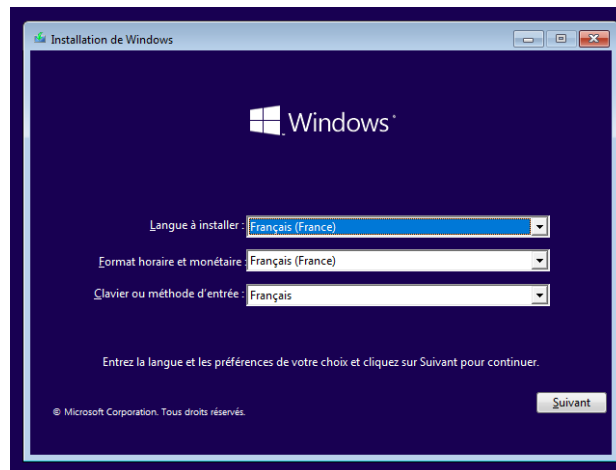 Installation de Windows
Windows
Langue à installer : Français (France)
Format horaire et monétaire : Français (France)
Clavier ou méthode d'entrée : Français
Entrez la langue et les préférences de votre choix et cliquez sur Suivant pour continuer.
Suivant
© Microsoft Corporation. Tous droits réservés.